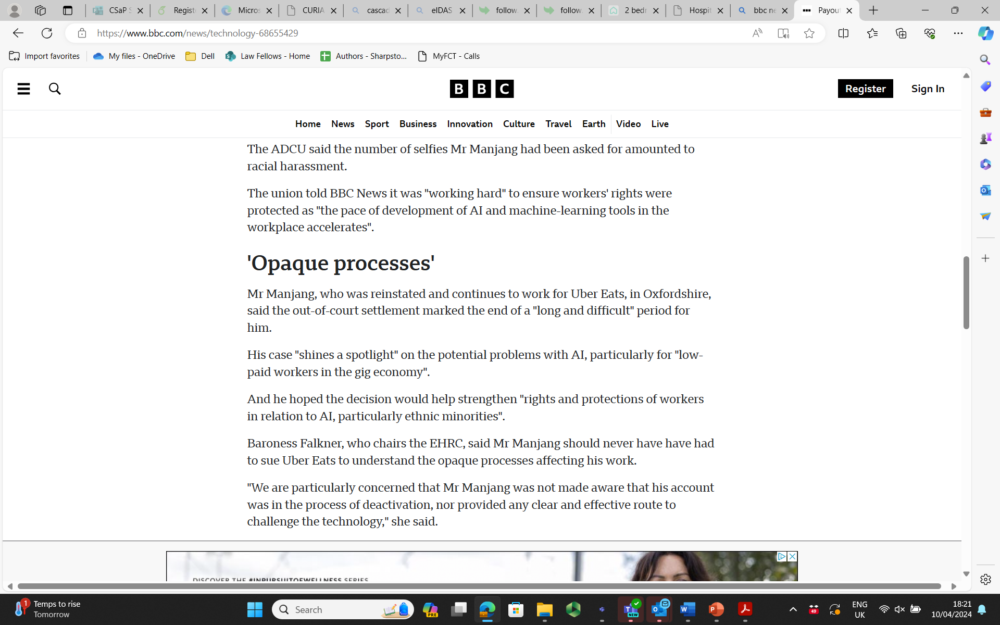 CSaP S
Regist
Micros
CURIA
cascad
eIDAS
follow
follow
2 bedr
Hospit
bbc ne
Payout
https://www.bbc.com/news/technology-68655429
Import favorites
My files - OneDrive
Dell
Law Fellows - Home
Authors - Sharpsto...
MyFCT - Calls
BBC
Register
Sign In
Home News Sport Business Innovation Culture Travel Earth Video Live
The ADCU said the number of selfies Mr Manjang had been asked for amounted to
racial harassment.
The union told BBC News it was "working hard" to ensure workers' rights were
protected as "the pace of development of AI and machine-learning tools in the
workplace accelerates".
'Opaque processes'
Mr Manjang, who was reinstated and continues to work for Uber Eats, in Oxfordshire,
said the out-of-court settlement marked the end of a "long and difficult" period for
him.
His case "shines a spotlight" on the potential problems with AI, particularly for "low-
paid workers in the gig economy".
And he hoped the decision would help strengthen "rights and protections of workers
in relation to AI, particularly ethnic minorities".
Baroness Falkner, who chairs the EHRC, said Mr Manjang should never have have had
to sue Uber Eats to understand the opaque processes affecting his work.
"We are particularly concerned that Mr Manjang was not made aware that his account
was in the process of deactivation, nor provided any clear and effective route to
challenge the technology," she said.
DISCOVER THE #INPURSUITOFWELLNESS SERIES
1
Temps to rise
Tomorrow
Search
PRE
NEW
49
ENG
UK
18:21
10/04/2024